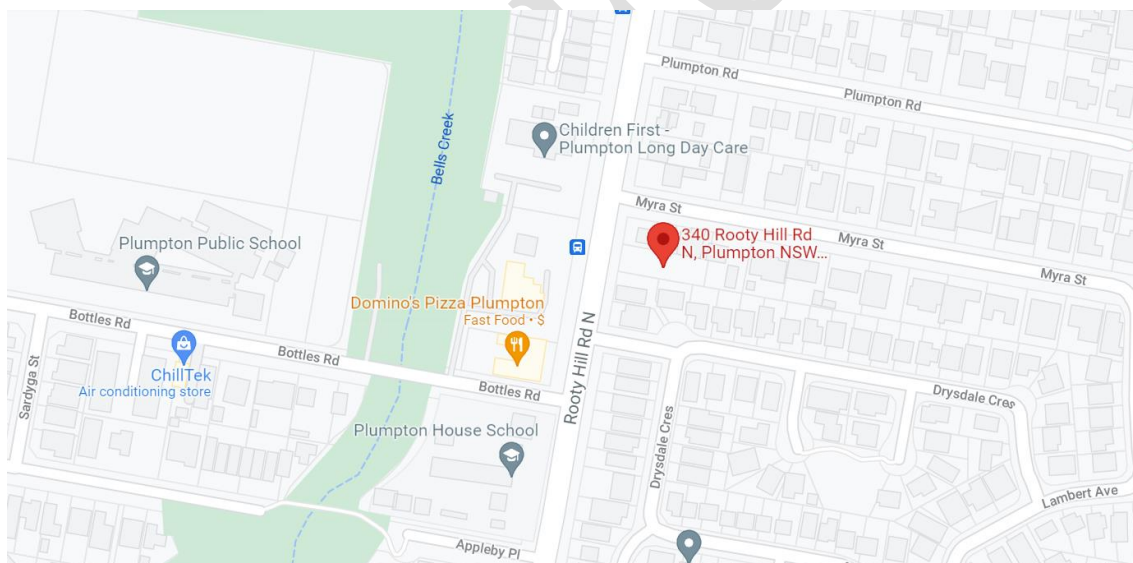 Plumpton Rd
Plumpton Rd
Bells Creek
Children First -
Plumpton Long Day Care
Myra St
Myra St
Myra St
340 Rooty Hill Rd
N, Plumpton NSW...
Plumpton Public School
Domino's Pizza Plumpton
Fast Food • $
Rooty Hill Rd N
Bottles Rd
Bottles Rd
Bottles Rd
ChillTek
Air conditioning store
Sardyga St
Drysdale Cres
Drysdale Cres
Plumpton House School
Lambert Ave
Appleby Pl